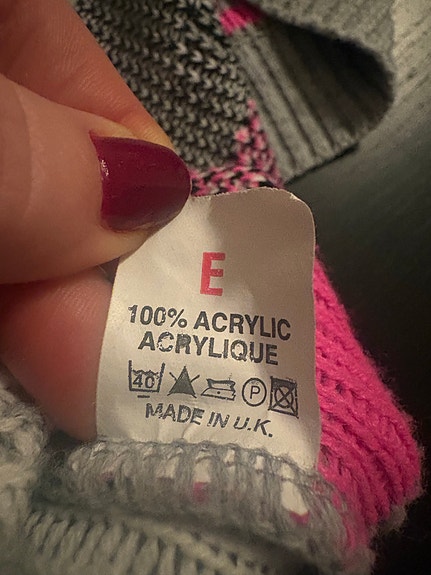 E
100% ACRYLIC
ACRYLIQUE
40 P
MADE IN U.K.